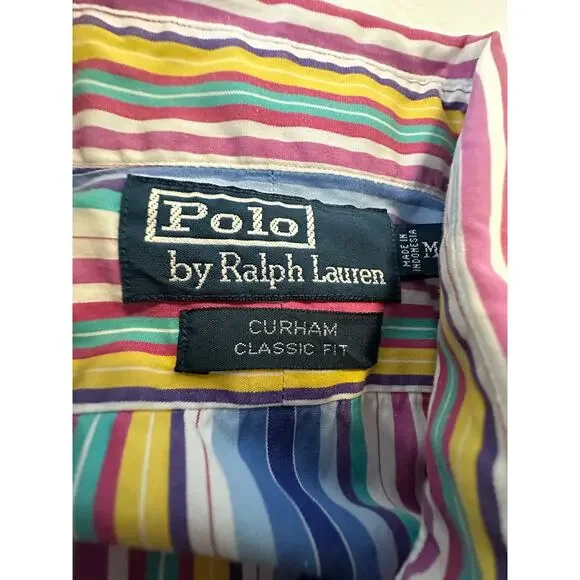 Polo
by Ralph Lauren
MADE IN
INDONESIA
M
CURHAM
CLASSIC FIT